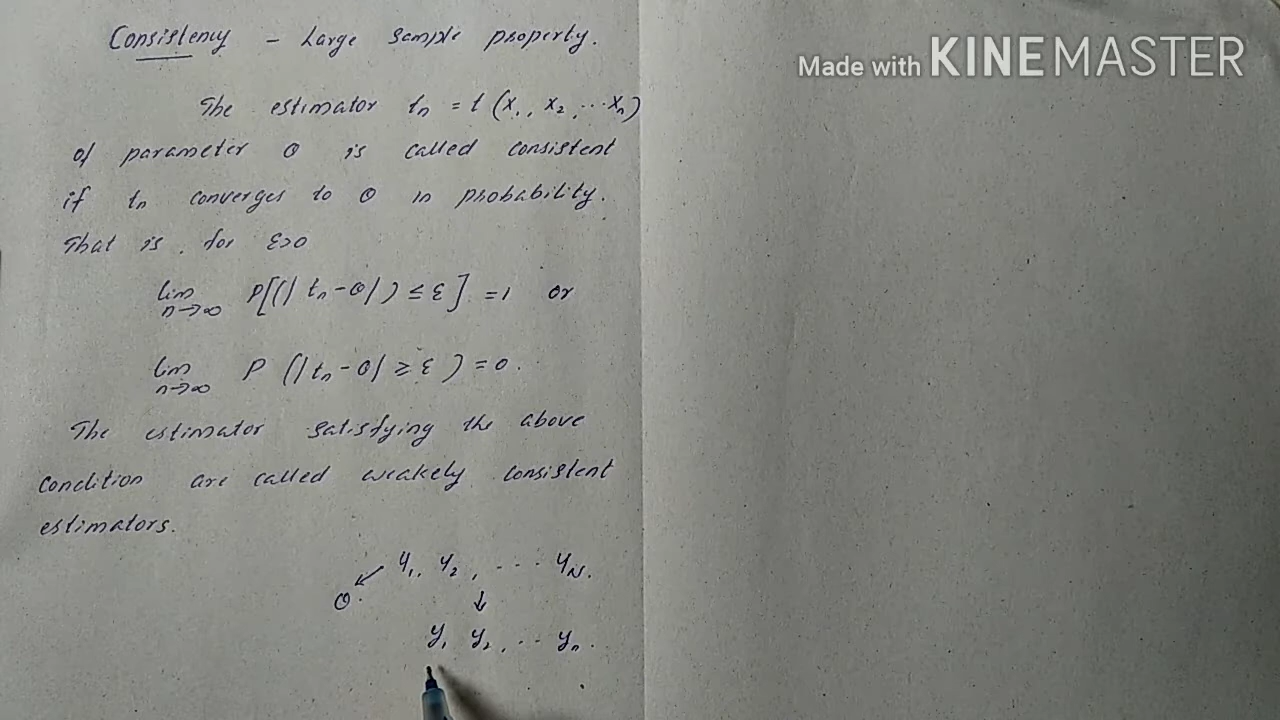 Consistency - Large sample property.
Made with KINEMASTER
The estimator tn = t (X1, X2, ... Xn)
of parameter θ is called consistent
if tn converges to θ in probability.
That is, for ε>0
lim n→∞ P[(|tn-θ|) ≤ ε] = 1 or
lim n→∞ P (|tn-θ| ≥ ε) = 0.
The estimator satisfying the above
condition are called weakely consistent
estimators.
Y1, Y2, ... YN.
θ.
y1 y2, ... yn.